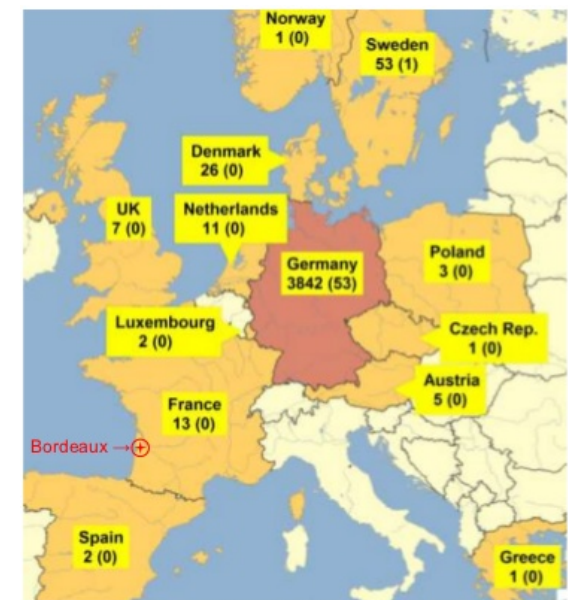 Norway
1 (0)
Sweden
53 (1)
Denmark
26 (0)
UK
7 (0)
Netherlands
11 (0)
Germany
3842 (53)
Poland
3 (0)
Luxembourg
2 (0)
Czech Rep.
1 (0)
Austria
5 (0)
France
13 (0)
Bordeaux →
Spain
2 (0)
Greece
1 (0)